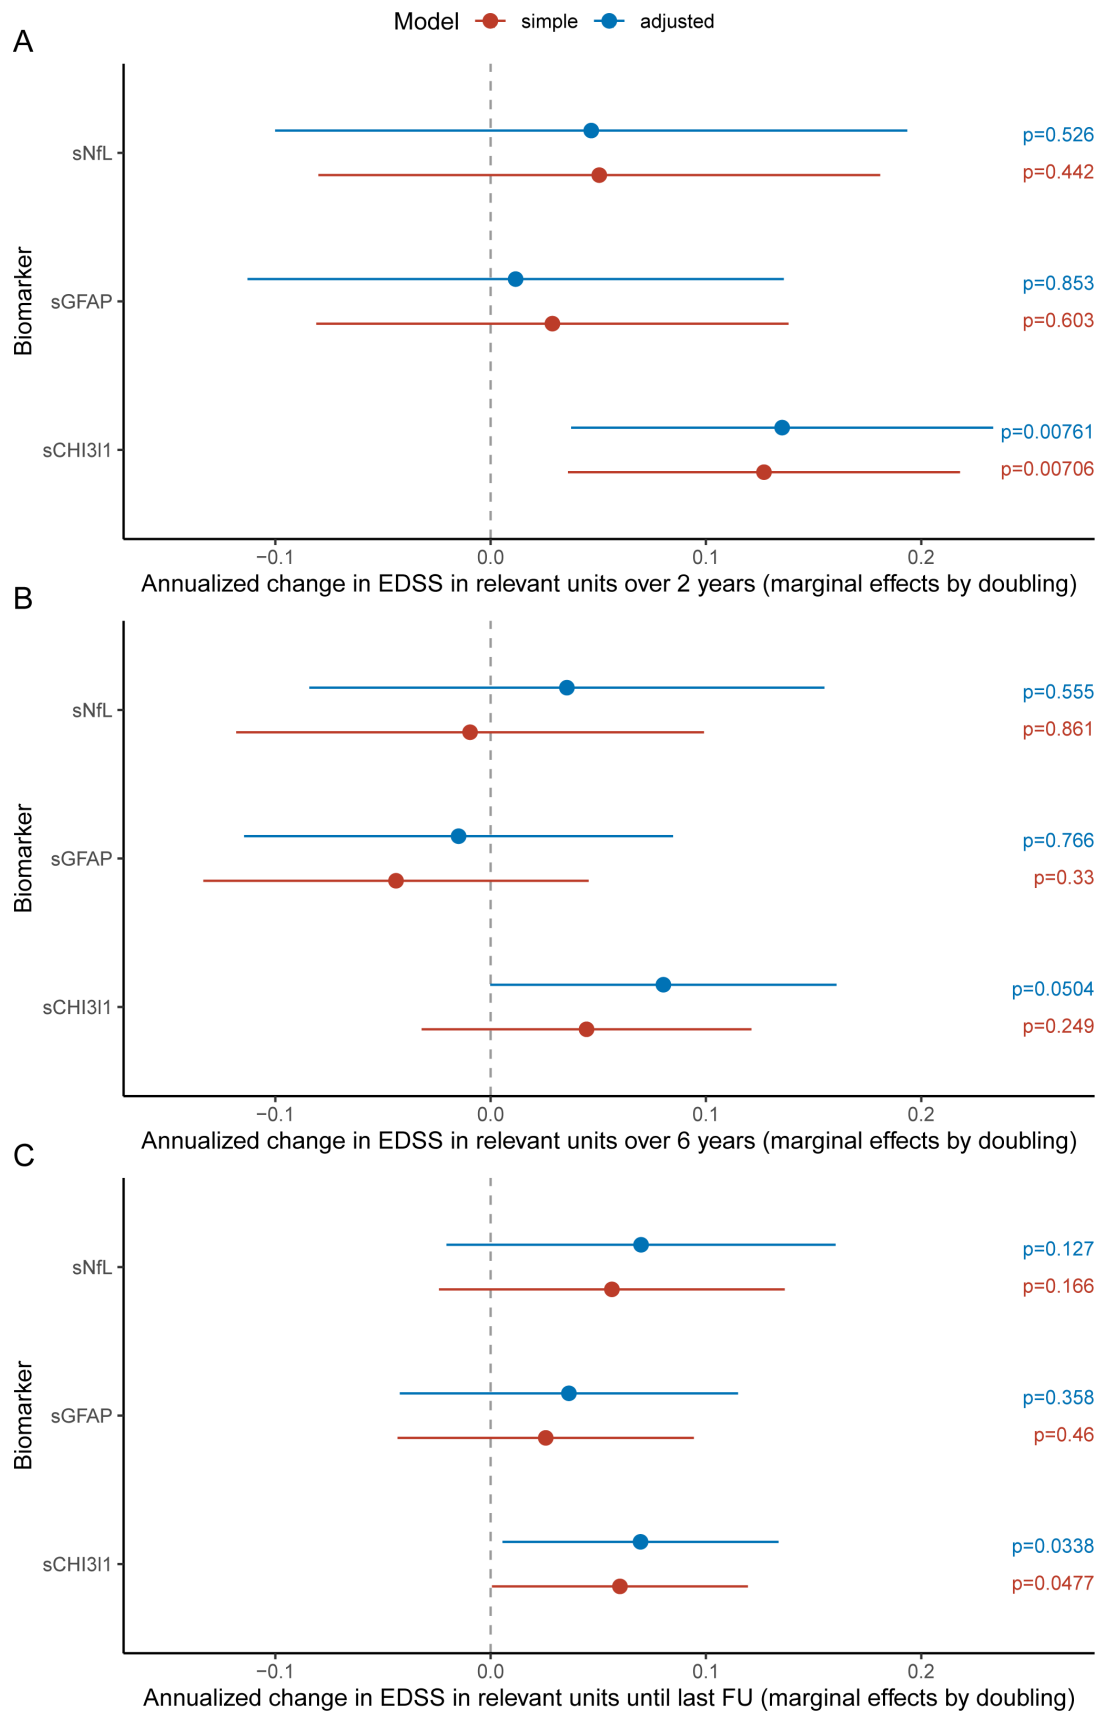 Model simple adjusted
A
sNfL
p=0.526
p=0.442
sGFAP
p=0.853
p=0.603
sCHI3l1
p=0.00761
p=0.00706
Biomarker
−0.1 0.0 0.1 0.2
Annualized change in EDSS in relevant units over 2 years (marginal effects by doubling)
B
sNfL
p=0.555
p=0.861
sGFAP
p=0.766
p=0.33
sCHI3l1
p=0.0504
p=0.249
Biomarker
−0.1 0.0 0.1 0.2
Annualized change in EDSS in relevant units over 6 years (marginal effects by doubling)
C
sNfL
p=0.127
p=0.166
sGFAP
p=0.358
p=0.46
sCHI3l1
p=0.0338
p=0.0477
Biomarker
−0.1 0.0 0.1 0.2
Annualized change in EDSS in relevant units until last FU (marginal effects by doubling)